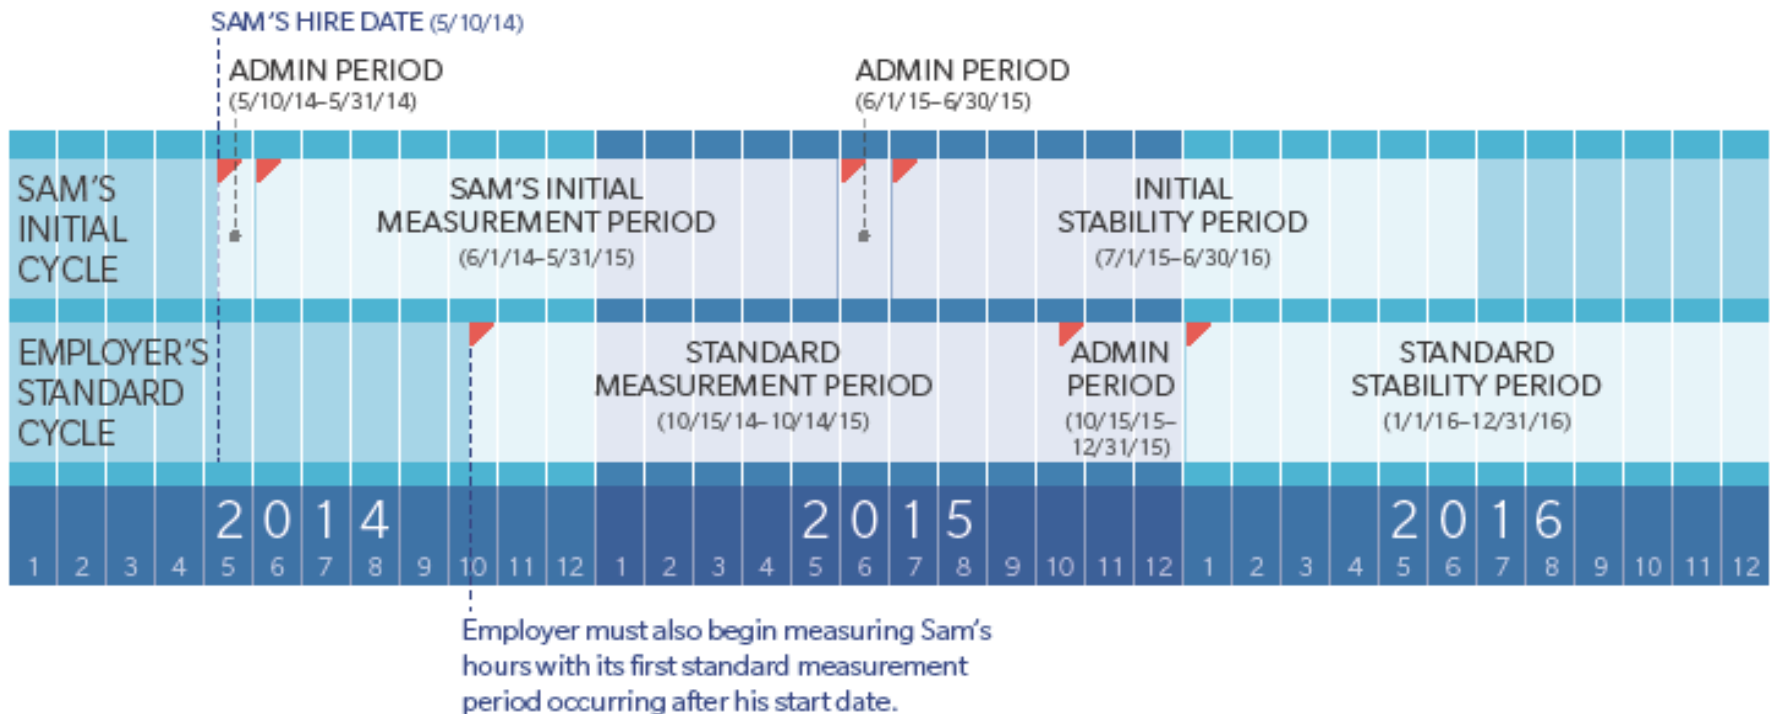 SAM'S HIRE DATE (5/10/14)
ADMIN PERIOD
(5/10/14–5/31/14)
ADMIN PERIOD
(6/1/15–6/30/15)
SAM'S
INITIAL
CYCLE
SAM'S INITIAL
MEASUREMENT PERIOD
(6/1/14–5/31/15)
INITIAL
STABILITY PERIOD
(7/1/15–6/30/16)
EMPLOYER'S
STANDARD
CYCLE
STANDARD
MEASUREMENT PERIOD
(10/15/14–10/14/15)
ADMIN
PERIOD
(10/15/15–
12/31/15)
STANDARD
STABILITY PERIOD
(1/1/16–12/31/16)
2014 2015 2016
1 2 3 4 5 6 7 8 9 10 11 12 1 2 3 4 5 6 7 8 9 10 11 12 1 2 3 4 5 6 7 8 9 10 11 12
Employer must also begin measuring Sam's
hours with its first standard measurement
period occurring after his start date.